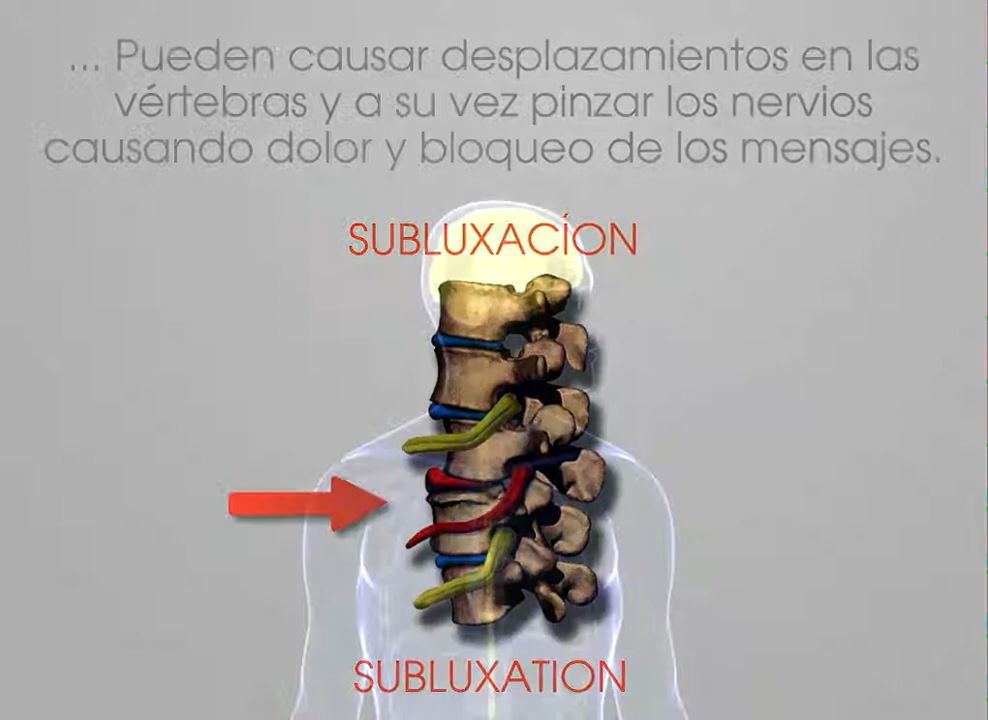 ... Pueden causar desplazamientos en las
vértebras y a su vez pinzar los nervios
causando dolor y bloqueo de los mensajes.
SUBLUXACÍON
SUBLUXATION